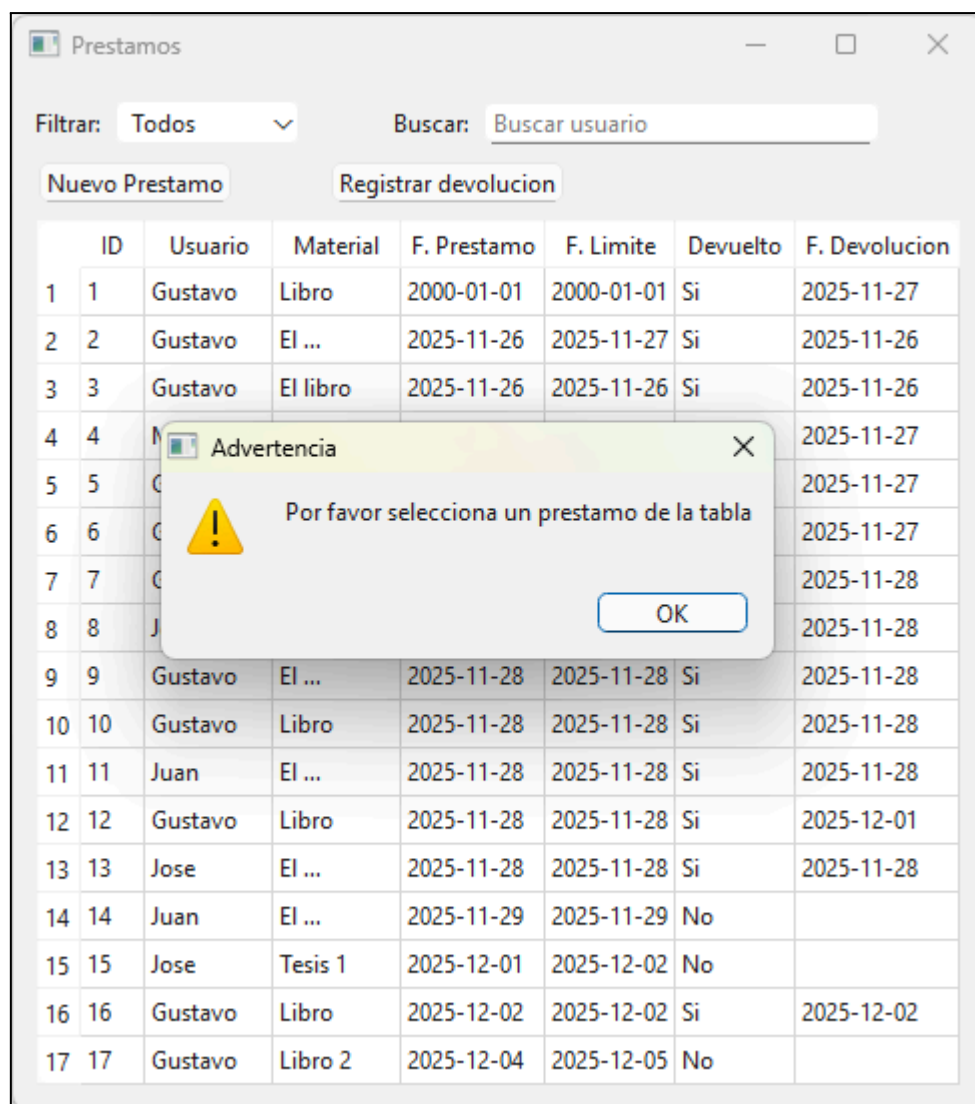 Prestamos
Filtrar: Todos Buscar: Buscar usuario
Nuevo Prestamo Registrar devolucion
ID Usuario Material F. Prestamo F. Limite Devuelto F. Devolucion
1 1 Gustavo Libro 2000-01-01 2000-01-01 Si 2025-11-27
2 2 Gustavo El ... 2025-11-26 2025-11-27 Si 2025-11-26
3 3 Gustavo El libro 2025-11-26 2025-11-26 Si 2025-11-26
4 4 2025-11-27
Advertencia
5 5 2025-11-27
Por favor selecciona un prestamo de la tabla
6 6 2025-11-27
7 7 2025-11-28
OK
8 8 2025-11-28
9 9 Gustavo El ... 2025-11-28 2025-11-28 Si 2025-11-28
10 10 Gustavo Libro 2025-11-28 2025-11-28 Si 2025-11-28
11 11 Juan El ... 2025-11-28 2025-11-28 Si 2025-11-28
12 12 Gustavo Libro 2025-11-28 2025-11-28 Si 2025-12-01
13 13 Jose El ... 2025-11-28 2025-11-28 Si 2025-11-28
14 14 Juan El ... 2025-11-29 2025-11-29 No
15 15 Jose Tesis 1 2025-12-01 2025-12-02 No
16 16 Gustavo Libro 2025-12-02 2025-12-02 Si 2025-12-02
17 17 Gustavo Libro 2 2025-12-04 2025-12-05 No